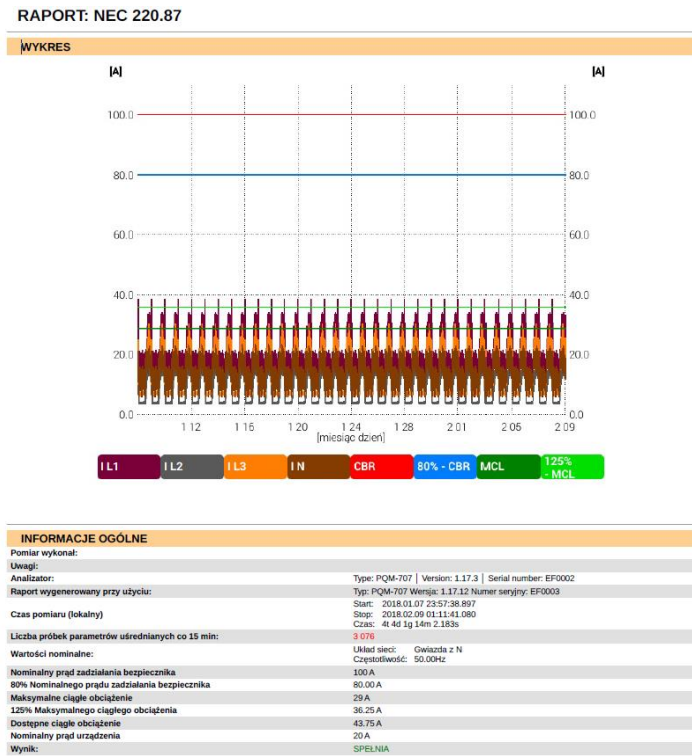 RAPORT: NEC 220.87
WYKRES
[A] [A]
100.0 100.0
80.0 80.0
60.0 60.0
40.0 40.0
20.0 20.0
0.0 0.0
1 12 1 16 1 20 1 24 1 28 2 01 2 05 2 09
[miesiąc dzień]
I L1 I L2 I L3 I N CBR 80% - CBR MCL 125% - MCL
INFORMACJE OGÓLNE
Pomiar wykonał:
Uwagi:
Analizator: Type: PQM-707 | Version: 1.17.3 | Serial number: EF0002
Raport wygenerowany przy użyciu: Typ: PQM-707 Wersja: 1.17.12 Numer seryjny: EF0003
Czas pomiaru (lokalny) Start: 2018.01.07 23:57:38.897
Stop: 2018.02.09 01:11:41.080
Czas: 4t 4d 1g 14m 2.183s
Liczba próbek parametrów uśrednianych co 15 min: 3 076
Wartości nominalne: Układ sieci: Gwiazda z N
Częstotliwość: 50.00Hz
Nominalny prąd zadziałania bezpiecznika 100 A
80% Nominalnego prądu zadziałania bezpiecznika 80.00 A
Maksymalne ciągłe obciążenie 29 A
125% Maksymalnego ciągłego obciążenia 36.25 A
Dostępne ciągłe obciążenie 43.75 A
Nominalny prąd urządzenia 20 A
Wynik: SPEŁNIA